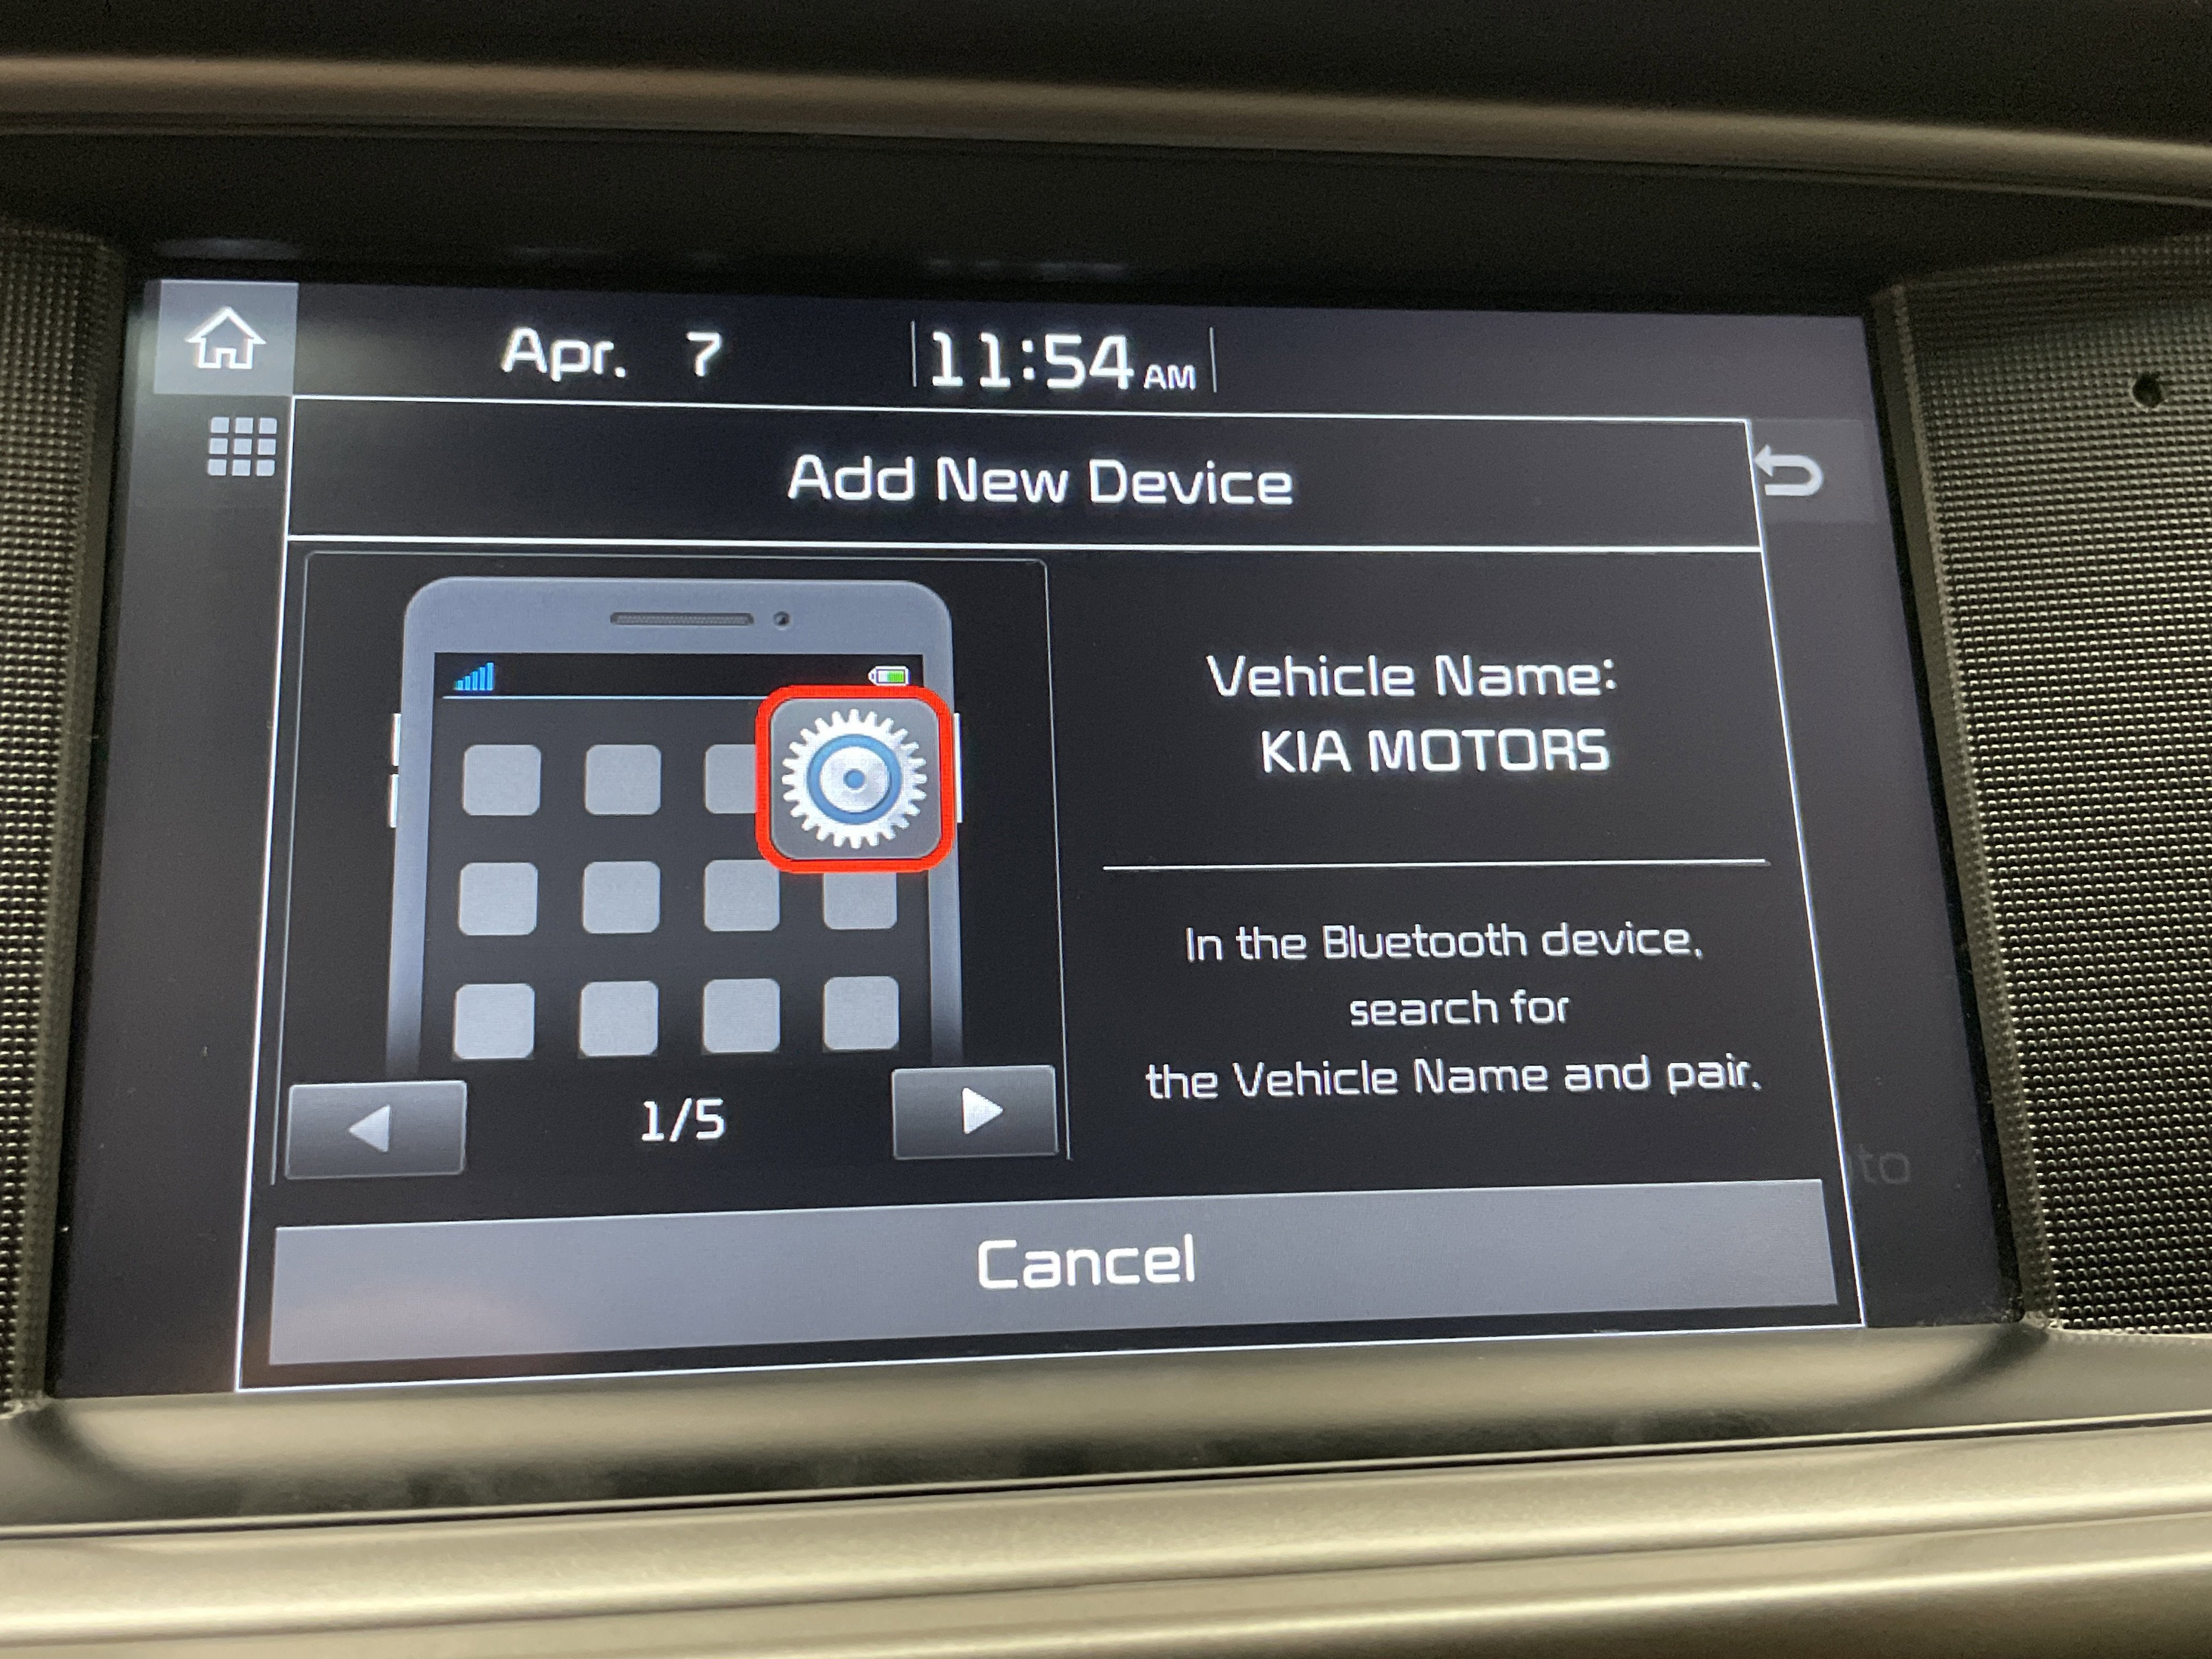 Apr. 7
11:54 AM
Add New Device
Vehicle Name:
KIA MOTORS
In the Bluetooth device,
search for
the Vehicle Name and pair.
1/5
Cancel